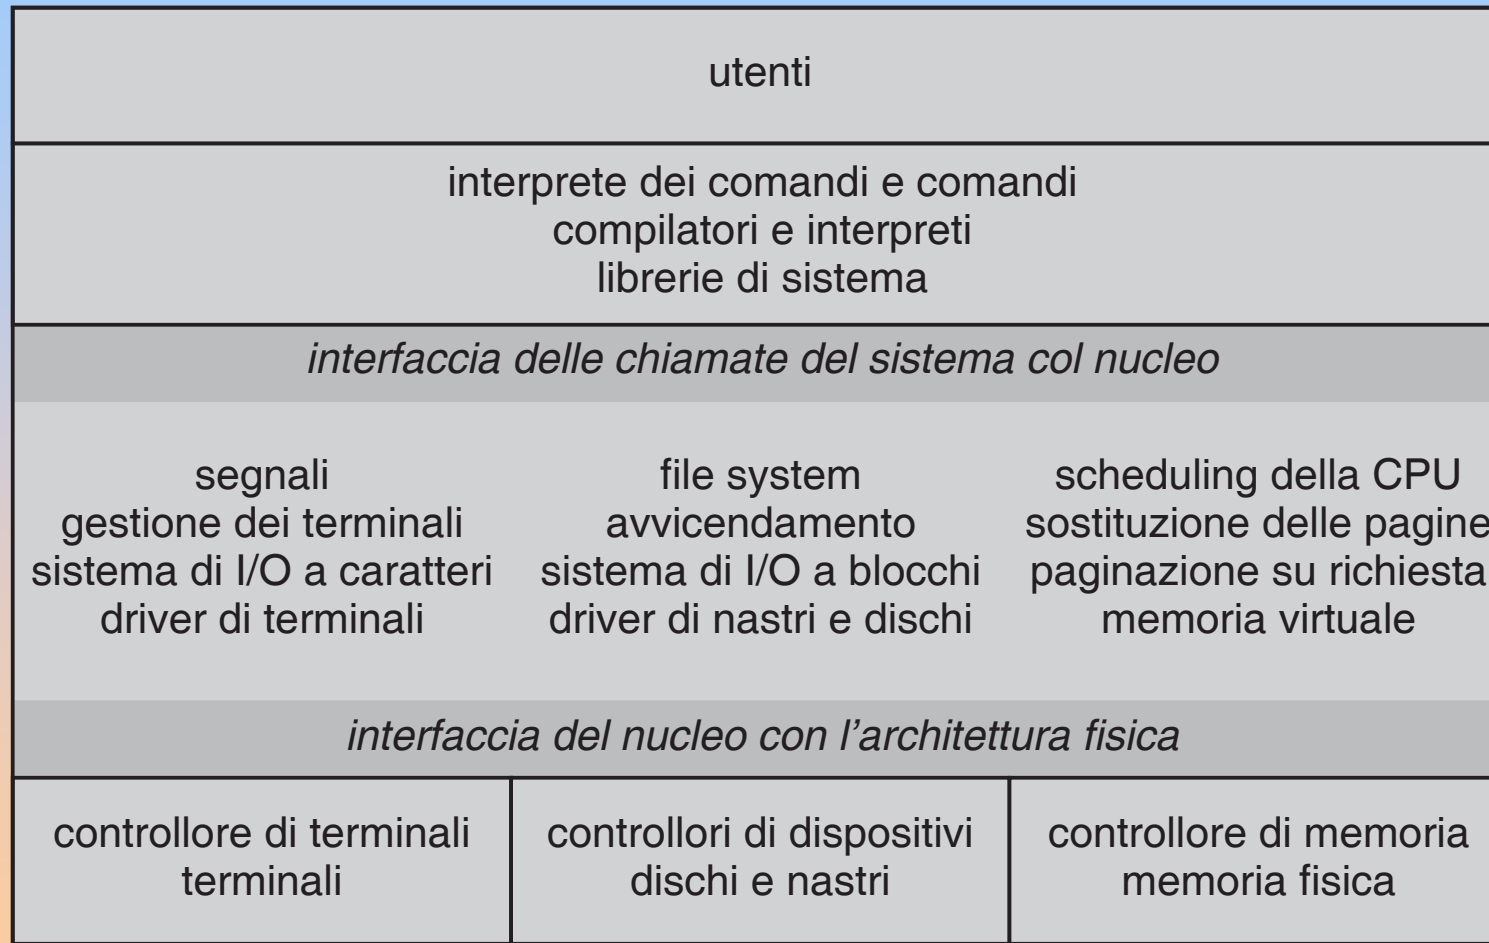 utenti
interprete dei comandi e comandi
compilatori e interpreti
librerie di sistema
interfaccia delle chiamate del sistema col nucleo
segnali
gestione dei terminali
sistema di I/O a caratteri
driver di terminali
file system
avvicendamento
sistema di I/O a blocchi
driver di nastri e dischi
scheduling della CPU
sostituzione delle pagine
paginazione su richiesta
memoria virtuale
interfaccia del nucleo con l’architettura fisica
controllore di terminali
terminali
controllori di dispositivi
dischi e nastri
controllore di memoria
memoria fisica